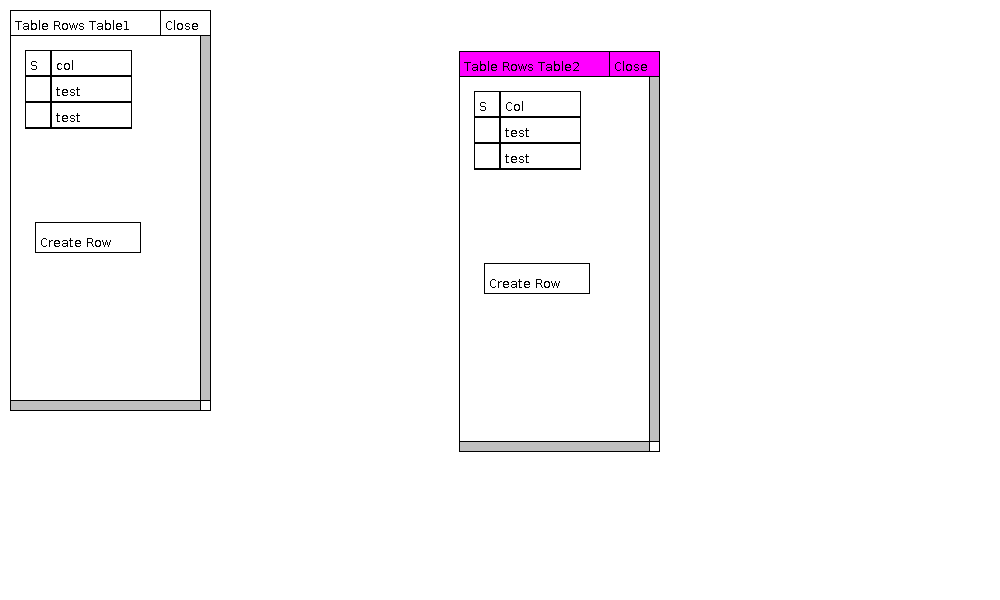 Table Rows Table1 Close
S col
test
test
Create Row
Table Rows Table2 Close
S Col
test
test
Create Row